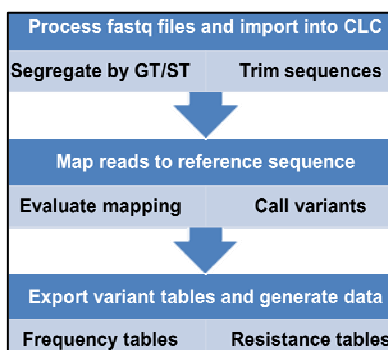 Process fastq files and import into CLC
Segregate by GT/ST Trim sequences
Map reads to reference sequence
Evaluate mapping Call variants
Export variant tables and generate data
Frequency tables Resistance tables